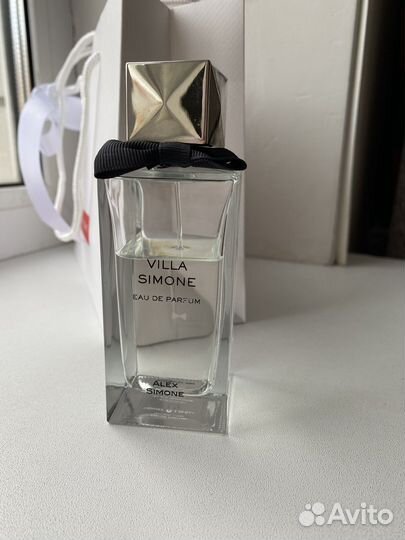 VILLA
SIMONE
EAU DE PARFUM
ALEX
SIMONE
Avito